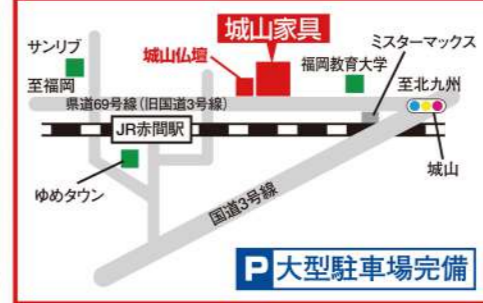 サンリブ
城山家具
城山仏壇
ミスターマックス
福岡教育大学
至福岡
至北九州
県道69号線(旧国道3号線)
JR赤間駅
城山
ゆめタウン
国道3号線
P大型駐車場完備